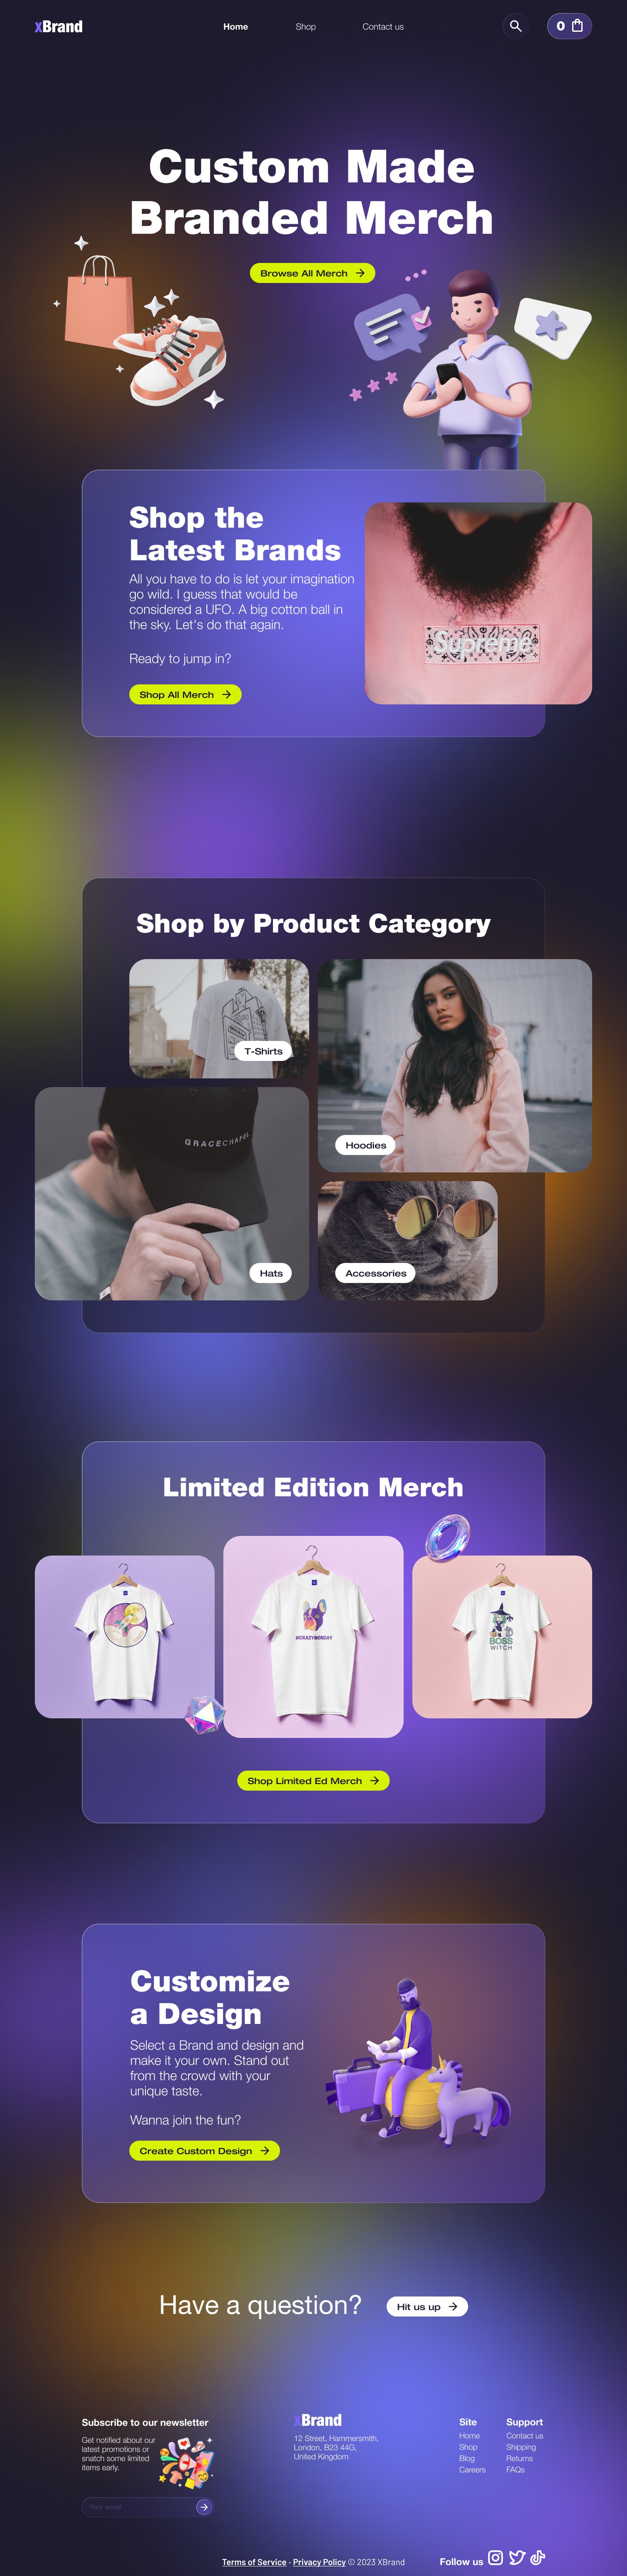 xBrand
Home
Shop
Contact us
0
Custom Made
Branded Merch
Browse All Merch
Shop the
Latest Brands
All you have to do is let your imagination
go wild. I guess that would be
considered a UFO. A big cotton ball in
the sky. Let's do that again.
Ready to jump in?
Shop All Merch
Supreme
Shop by Product Category
T-Shirts
Hoodies
GRACECHAPEL
Hats
Accessories
Limited Edition Merch
#CRAZYMONDAY
BOSS
WITCH
Shop Limited Ed Merch
Customize
a Design
Select a Brand and design and
make it your own. Stand out
from the crowd with your
unique taste.
Wanna join the fun?
Create Custom Design
Have a question?
Hit us up
Subscribe to our newsletter
Get notified about our
latest promotions or
snatch some limited
items early.
Your email
xBrand
12 Street, Hammersmith,
London, B23 44G,
United Kingdom
Site
Home
Shop
Blog
Careers
Support
Contact us
Shipping
Returns
FAQs
Terms of Service · Privacy Policy © 2023 XBrand
Follow us